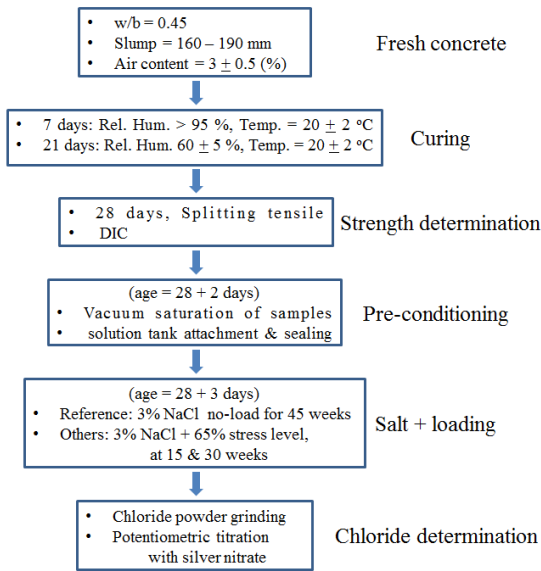 • w/b = 0.45
• Slump = 160 – 190 mm
• Air content = 3 ± 0.5 (%)
Fresh concrete
• 7 days: Rel. Hum. > 95 %, Temp. = 20 ± 2 °C
• 21 days: Rel. Hum. 60 ± 5 %, Temp. = 20 ± 2 °C
Curing
• 28 days, Splitting tensile
• DIC
Strength determination
(age = 28 + 2 days)
• Vacuum saturation of samples
• solution tank attachment & sealing
Pre-conditioning
(age = 28 + 3 days)
• Reference: 3% NaCl no-load for 45 weeks
• Others: 3% NaCl + 65% stress level,
at 15 & 30 weeks
Salt + loading
• Chloride powder grinding
• Potentiometric titration
with silver nitrate
Chloride determination